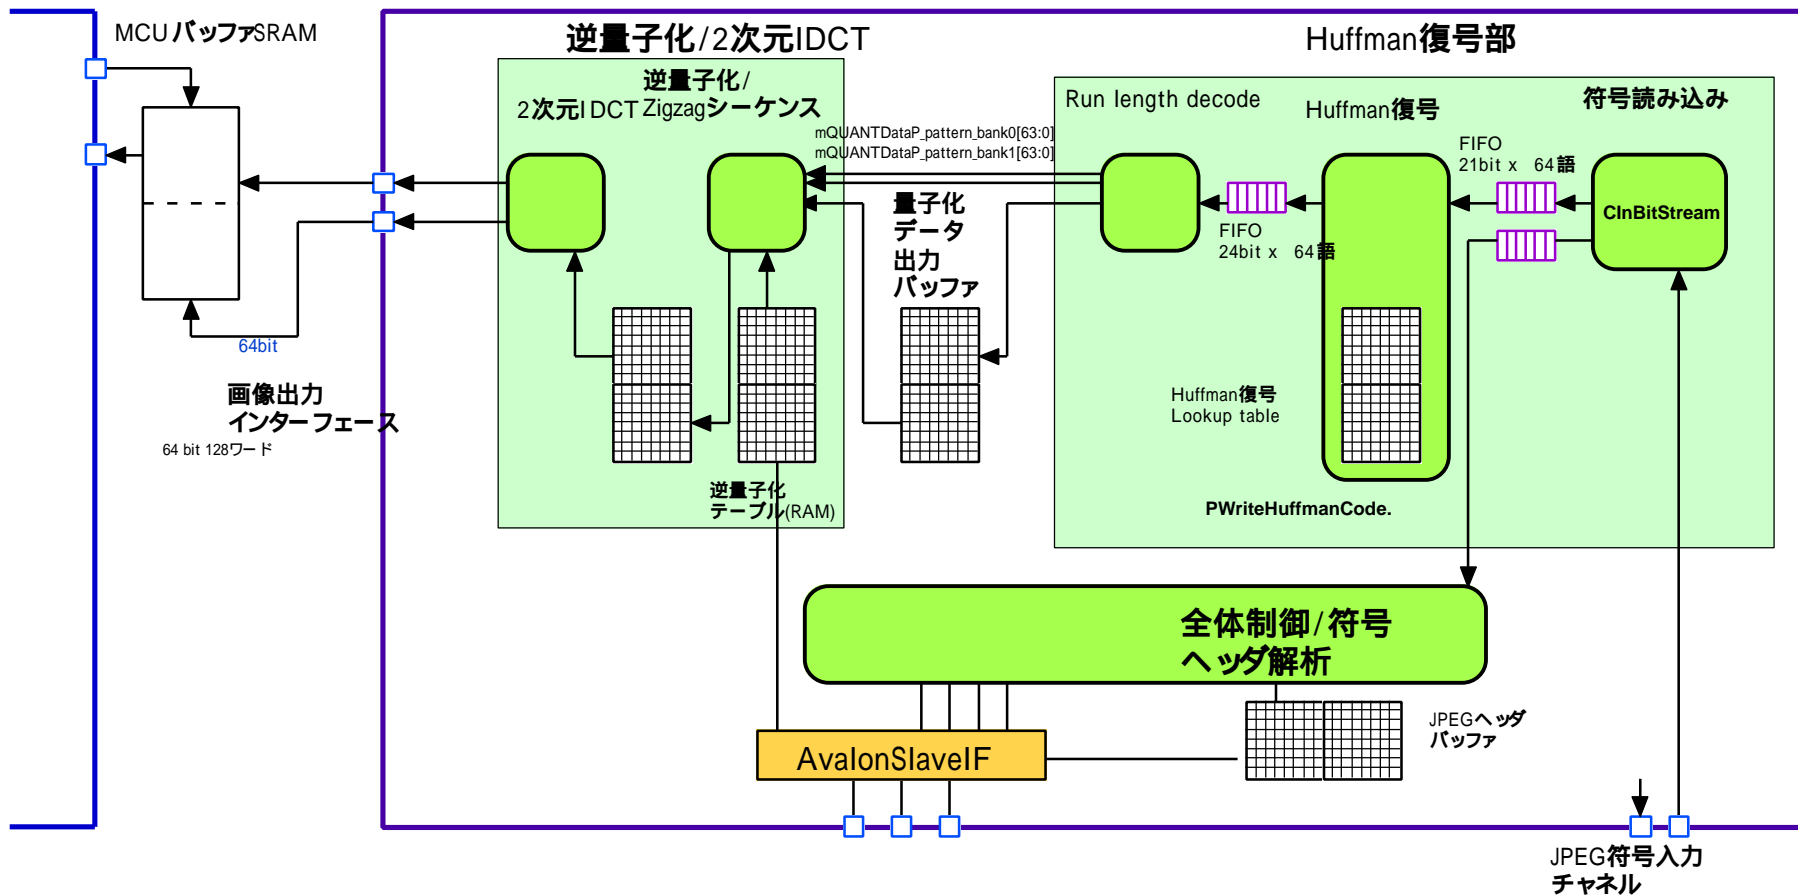 MCUバッファSRAM
逆量子化/2次元IDCT
Huffman復号部
逆量子化/
2次元IDCT Zigzagシーケンス
Run length decode
Huffman復号
符号読み込み
mQUANTDataP_pattern_bank0[63:0]
mQUANTDataP_pattern_bank1[63:0]
FIFO
21bit x 64語
CInBitStream
量子化
データ
出力
バッファ
FIFO
24bit x 64語
64bit
画像出力
インターフェース
64 bit 128ワード
Huffman復号
Lookup table
逆量子化
テーブル(RAM)
PWriteHuffmanCode.
全体制御/符号
ヘッダ解析
JPEGヘッダ
バッファ
AvalonSlaveIF
JPEG符号入力
チャネル